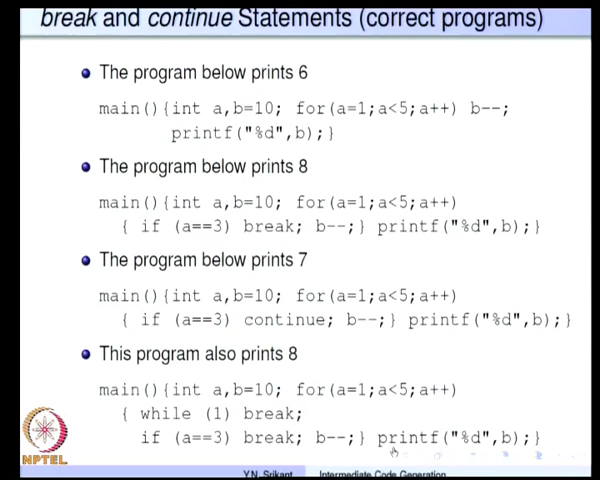 break and continue Statements (correct programs)
The program below prints 6
main(){int a,b=10; for(a=1;a<5;a++) b--;
printf("%d",b);}
The program below prints 8
main(){int a,b=10; for(a=1;a<5;a++)
{ if (a==3) break; b--;} printf("%d",b);}
The program below prints 7
main(){int a,b=10; for(a=1;a<5;a++)
{ if (a==3) continue; b--;} printf("%d",b);}
This program also prints 8
main(){int a,b=10; for(a=1;a<5;a++)
{ while (1) break;
if (a==3) break; b--;} printf("%d",b);}
NPTEL
Y.N. Srikant Intermediate Code Generation